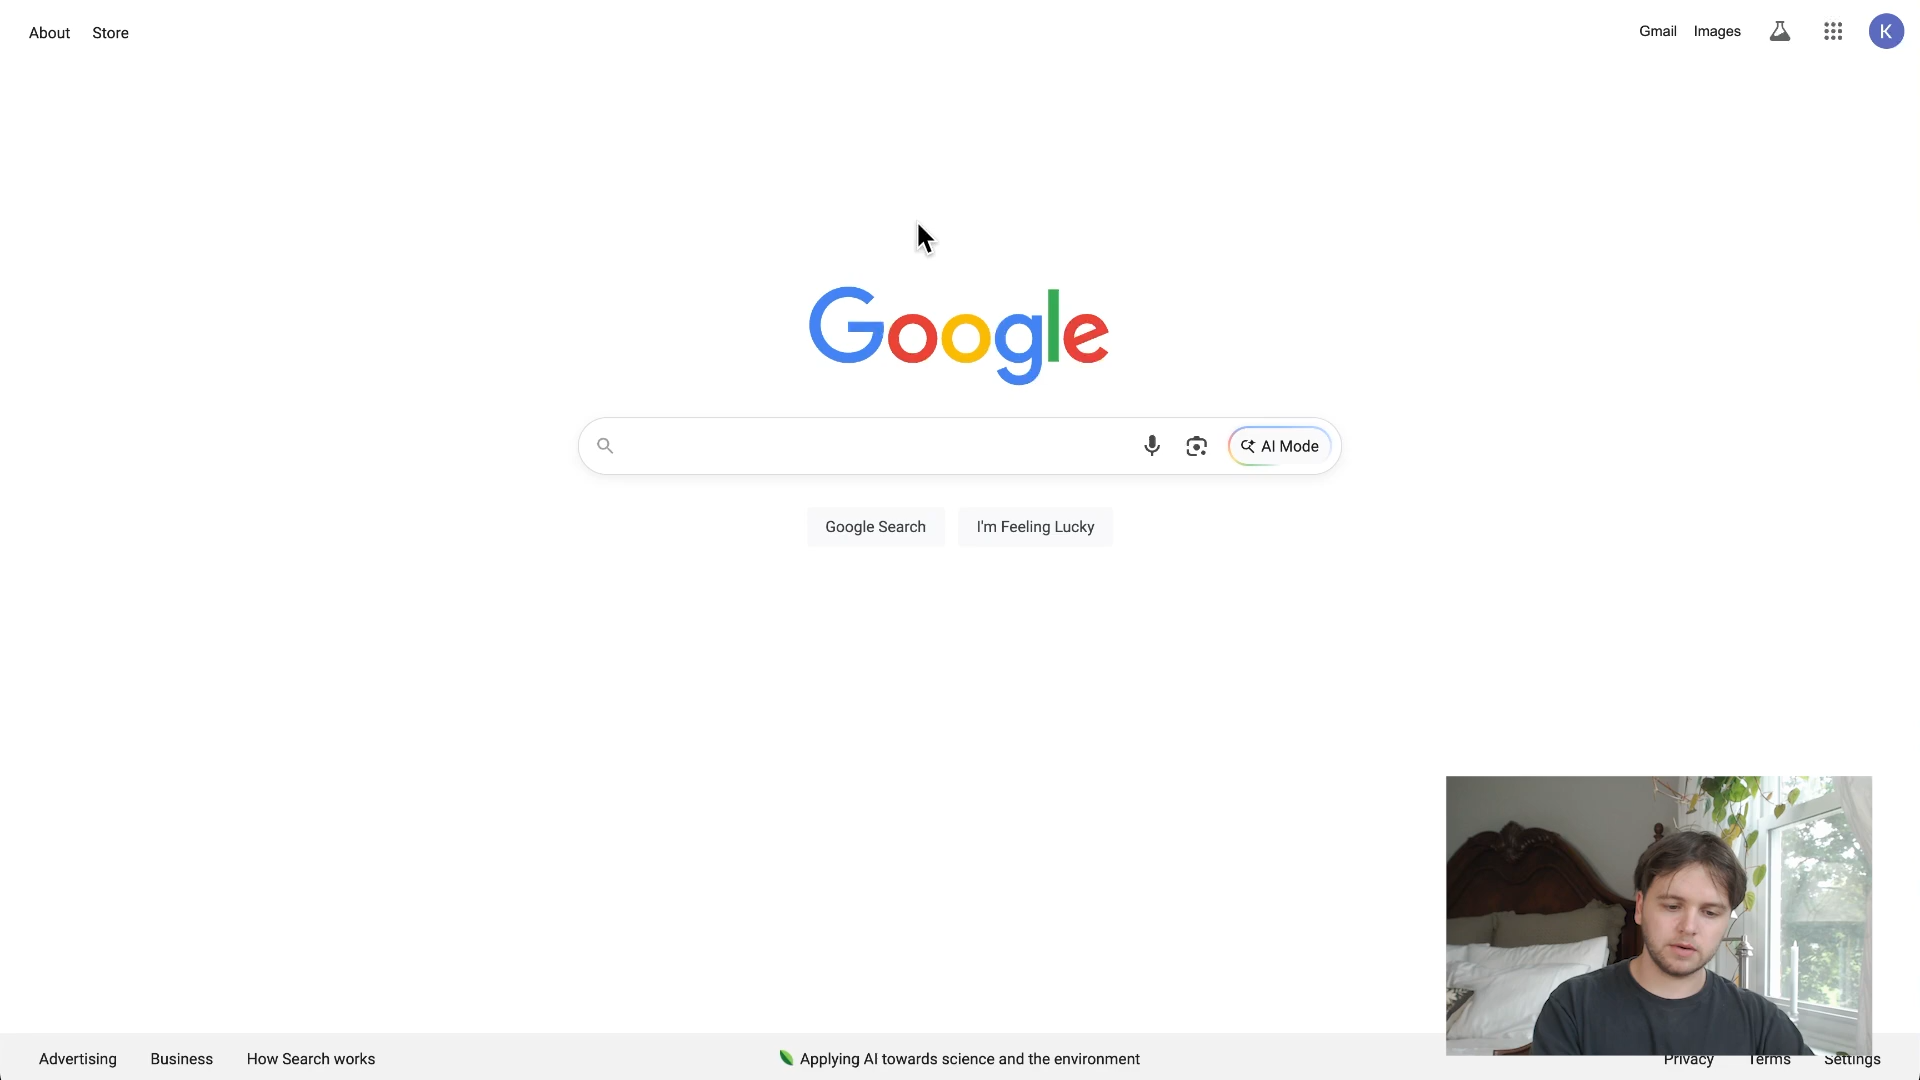 About Store
Gmail Images K
Google
AI Mode
Google Search I'm Feeling Lucky
Advertising Business How Search works Applying AI towards science and the environment Privacy Terms Settings